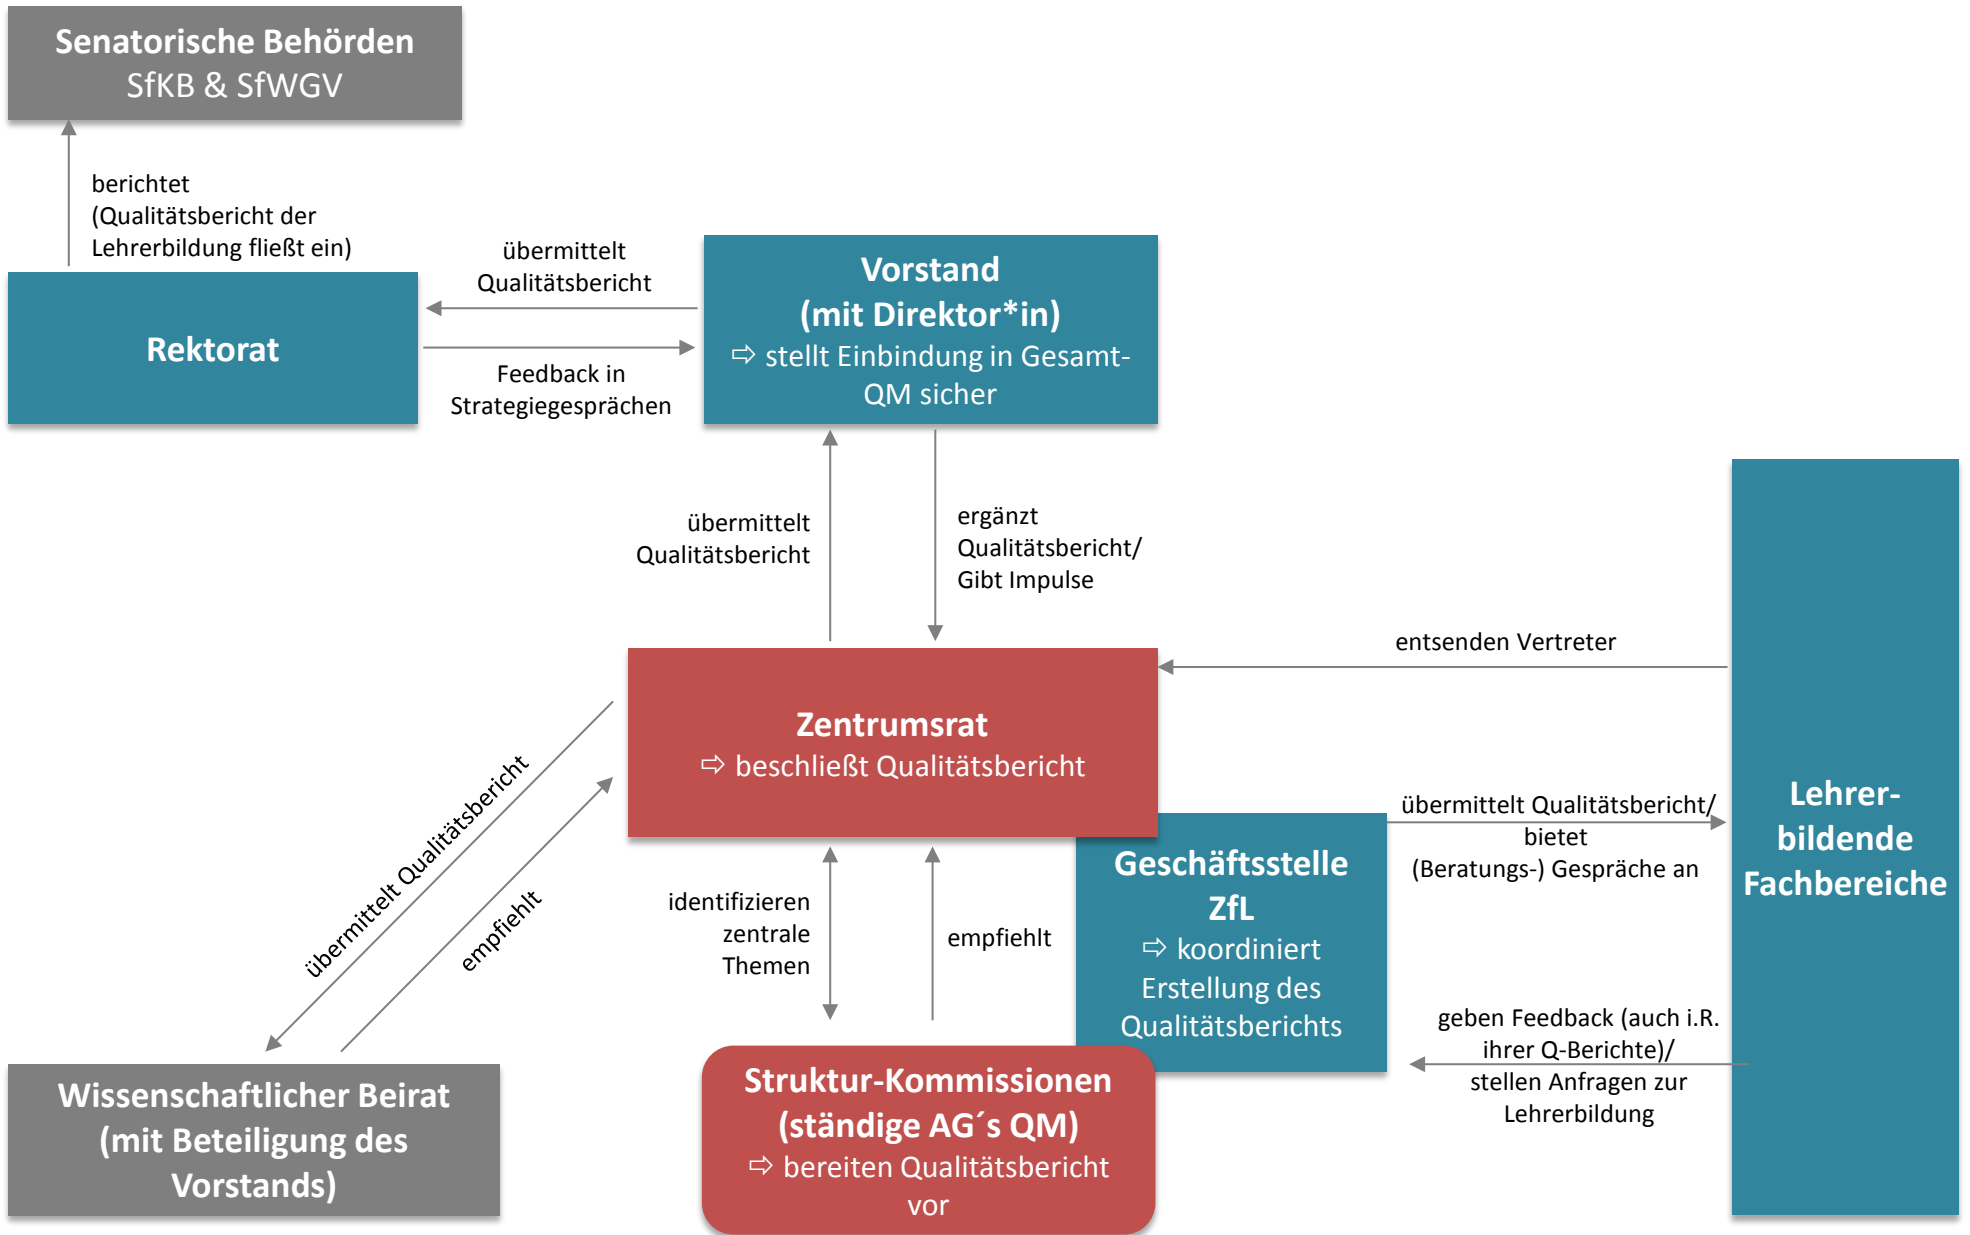 Senatorische Behörden
SfKB & SfWGV
berichtet
(Qualitätsbericht der
Lehrerbildung fließt ein)
übermittelt
Qualitätsbericht
Vorstand
(mit Direktor*in)
⇨ stellt Einbindung in Gesamt-
QM sicher
Rektorat
Feedback in
Strategiegesprächen
übermittelt
Qualitätsbericht
ergänzt
Qualitätsbericht/
Gibt Impulse
entsenden Vertreter
Zentrumsrat
⇨ beschließt Qualitätsbericht
übermittelt Qualitätsbericht
empfiehlt
identifizieren
zentrale
Themen
empfiehlt
Geschäftsstelle
ZfL
⇨ koordiniert
Erstellung des
Qualitätsberichts
übermittelt Qualitätsbericht/
bietet
(Beratungs-) Gespräche an
Lehrer-
bildende
Fachbereiche
geben Feedback (auch i.R.
ihrer Q-Berichte)/
stellen Anfragen zur
Lehrerbildung
Wissenschaftlicher Beirat
(mit Beteiligung des
Vorstands)
Struktur-Kommissionen
(ständige AG´s QM)
⇨ bereiten Qualitätsbericht
vor